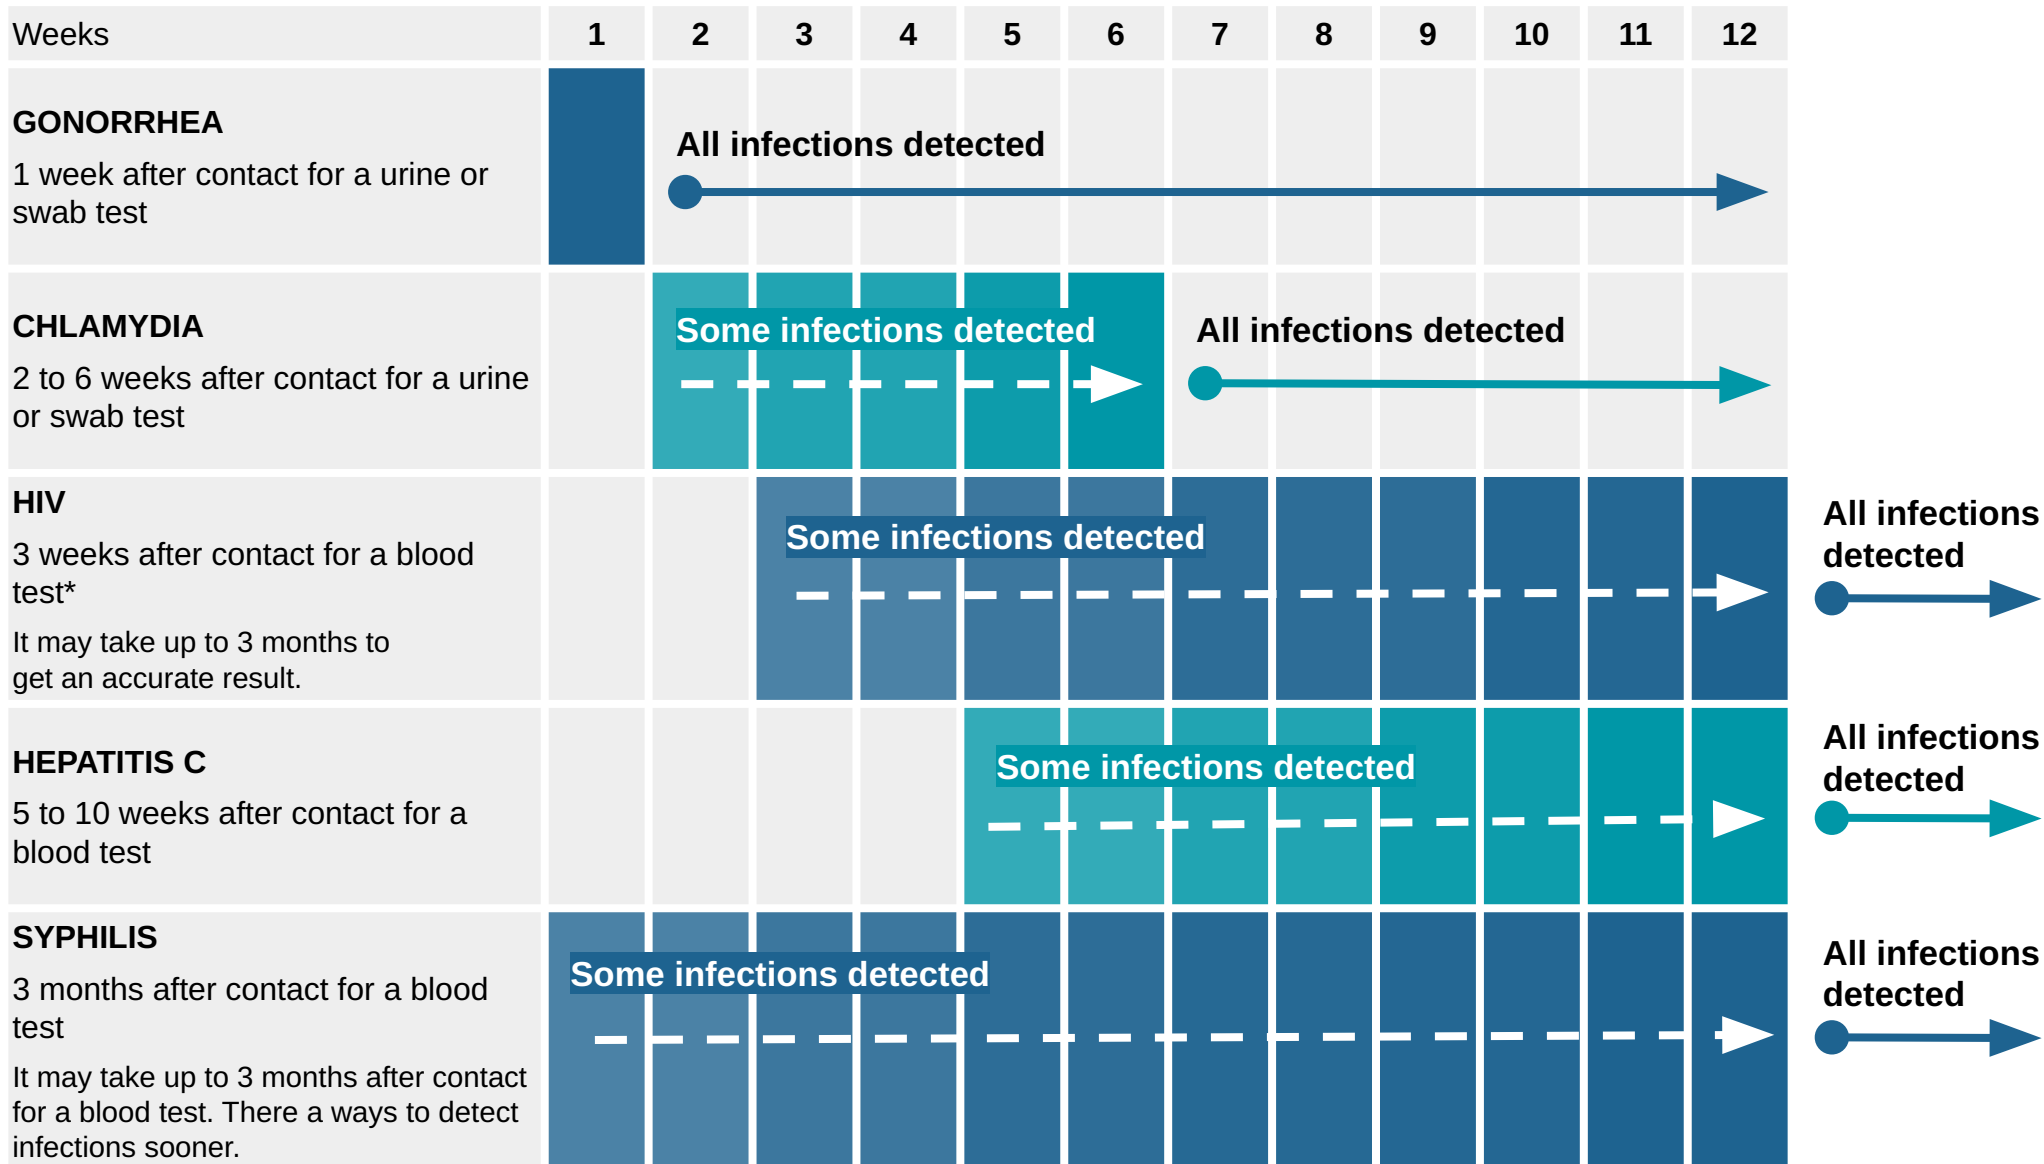 Weeks 1 2 3 4 5 6 7 8 9 10 11 12
GONORRHEA
1 week after contact for a urine or
swab test
All infections detected
CHLAMYDIA
2 to 6 weeks after contact for a urine
or swab test
Some infections detected
All infections detected
HIV
3 weeks after contact for a blood
test*
It may take up to 3 months to
get an accurate result.
Some infections detected
All infections
detected
HEPATITIS C
5 to 10 weeks after contact for a
blood test
Some infections detected
All infections
detected
SYPHILIS
3 months after contact for a blood
test
It may take up to 3 months after contact
for a blood test. There a ways to detect
infections sooner.
Some infections detected
All infections
detected